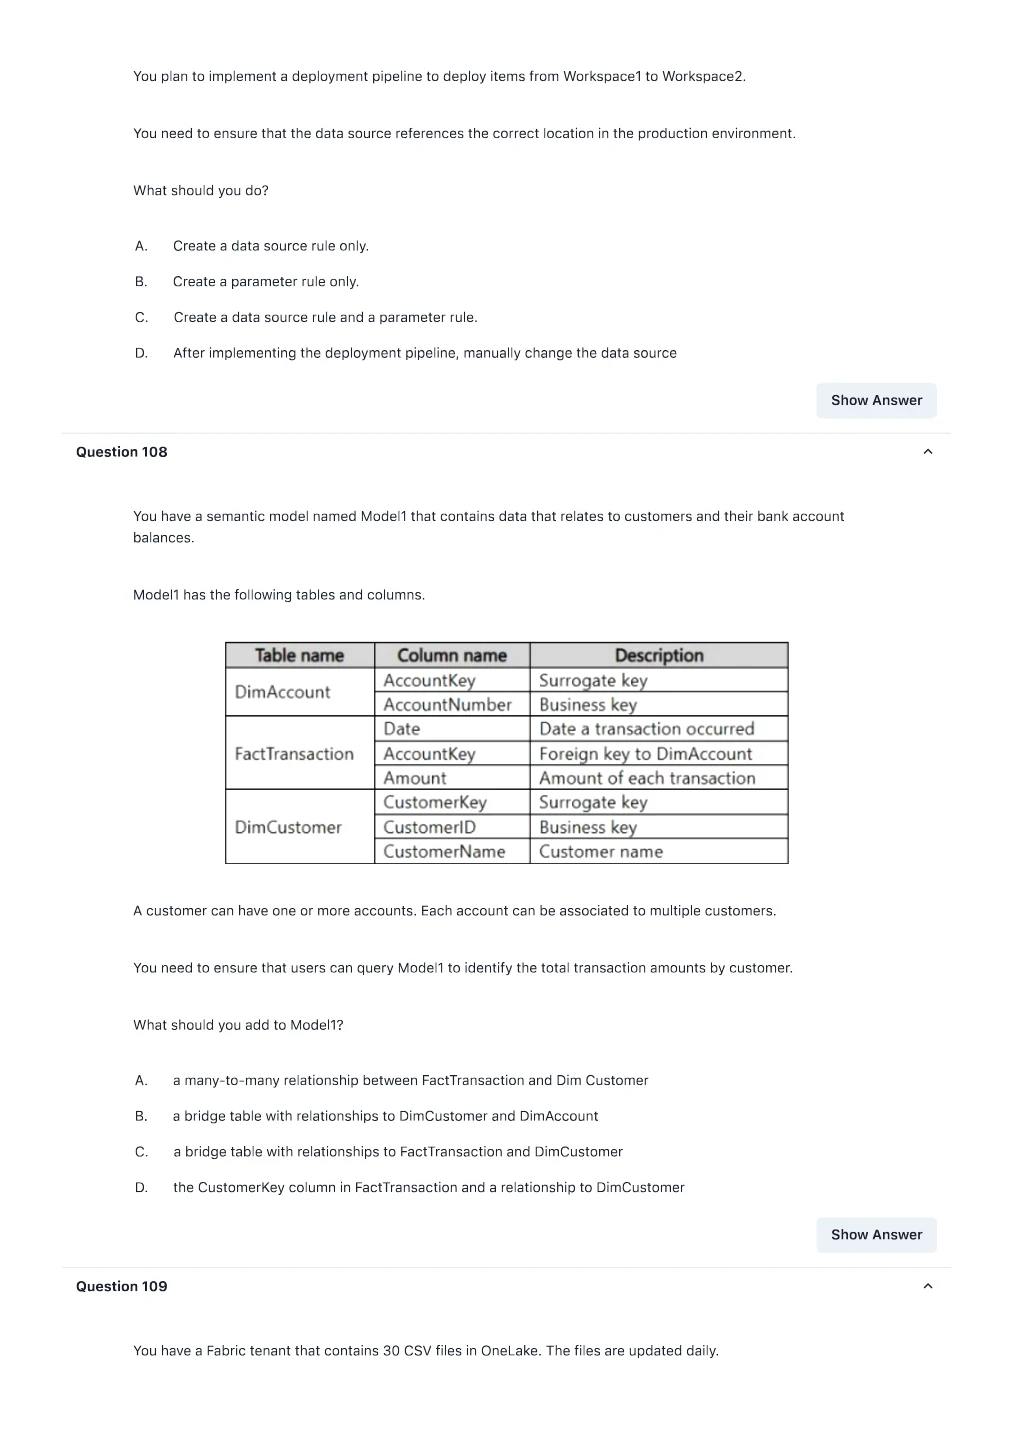 You plan to implement a deployment pipeline to deploy items from Workspace1 to Workspace2.
You need to ensure that the data source references the correct location in the production environment.
What should you do?
A. Create a data source rule only.
B. Create a parameter rule only.
C. Create a data source rule and a parameter rule.
D. After implementing the deployment pipeline, manually change the data source
Show Answer
Question 108
You have a semantic model named Model1 that contains data that relates to customers and their bank account
balances.
Model1 has the following tables and columns.
Table name Column name Description
DimAccount AccountKey Surrogate key
AccountNumber Business key
FactTransaction Date Date a transaction occurred
AccountKey Foreign key to DimAccount
Amount Amount of each transaction
DimCustomer CustomerKey Surrogate key
CustomerID Business key
CustomerName Customer name
A customer can have one or more accounts. Each account can be associated to multiple customers.
You need to ensure that users can query Model1 to identify the total transaction amounts by customer.
What should you add to Model1?
A. a many-to-many relationship between FactTransaction and Dim Customer
B. a bridge table with relationships to DimCustomer and DimAccount
C. a bridge table with relationships to FactTransaction and DimCustomer
D. the CustomerKey column in FactTransaction and a relationship to DimCustomer
Show Answer
Question 109
You have a Fabric tenant that contains 30 CSV files in OneLake. The files are updated daily.